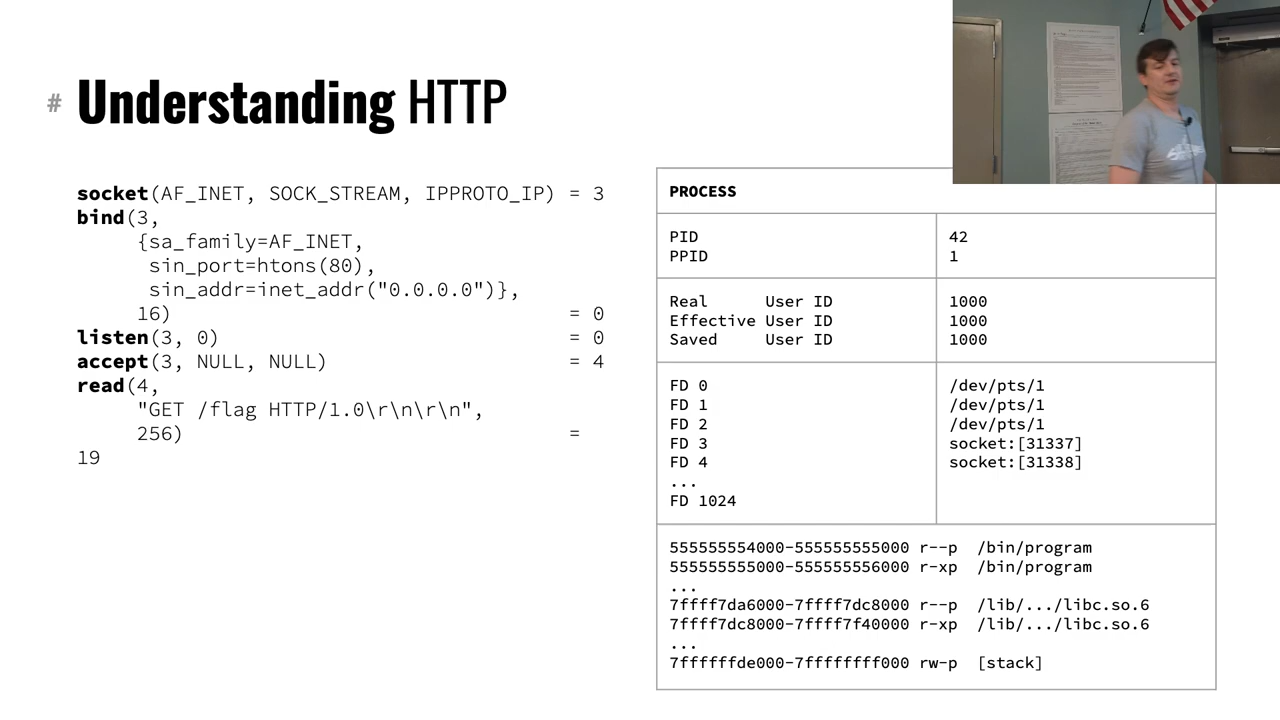 # Understanding HTTP
socket(AF_INET, SOCK_STREAM, IPPROTO_IP) = 3
bind(3,
{sa_family=AF_INET,
sin_port=htons(80),
sin_addr=inet_addr("0.0.0.0")},
16) = 0
listen(3, 0) = 0
accept(3, NULL, NULL) = 4
read(4,
"GET /flag HTTP/1.0\r\n\r\n",
256) =
19
PROCESS
PID 42
PPID 1
Real User ID 1000
Effective User ID 1000
Saved User ID 1000
FD 0 /dev/pts/1
FD 1 /dev/pts/1
FD 2 /dev/pts/1
FD 3 socket:[31337]
FD 4 socket:[31338]
...
FD 1024
555555554000-555555555000 r--p /bin/program
555555555000-555555556000 r-xp /bin/program
...
7ffff7da6000-7ffff7dc8000 r--p /lib/.../libc.so.6
7ffff7dc8000-7ffff7f40000 r-xp /lib/.../libc.so.6
...
7ffffffde000-7ffffffff000 rw-p [stack]